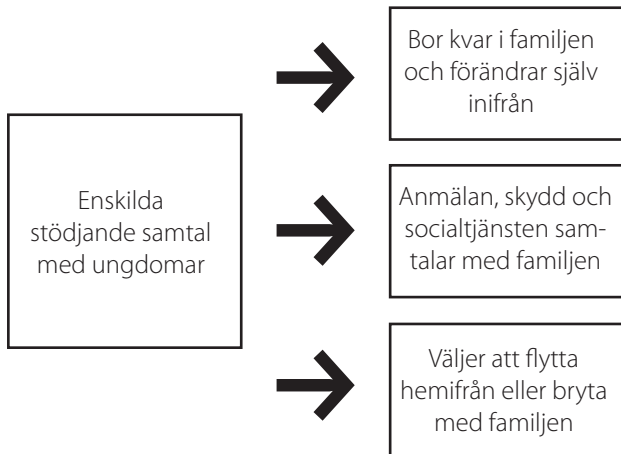 Enskilda
stödjande samtal
med ungdomar
Bor kvar i familjen
och förändrar själv
inifrån
Anmälan, skydd och
socialtjänsten sam-
talar med familjen
Väljer att flytta
hemifrån eller bryta
med familjen